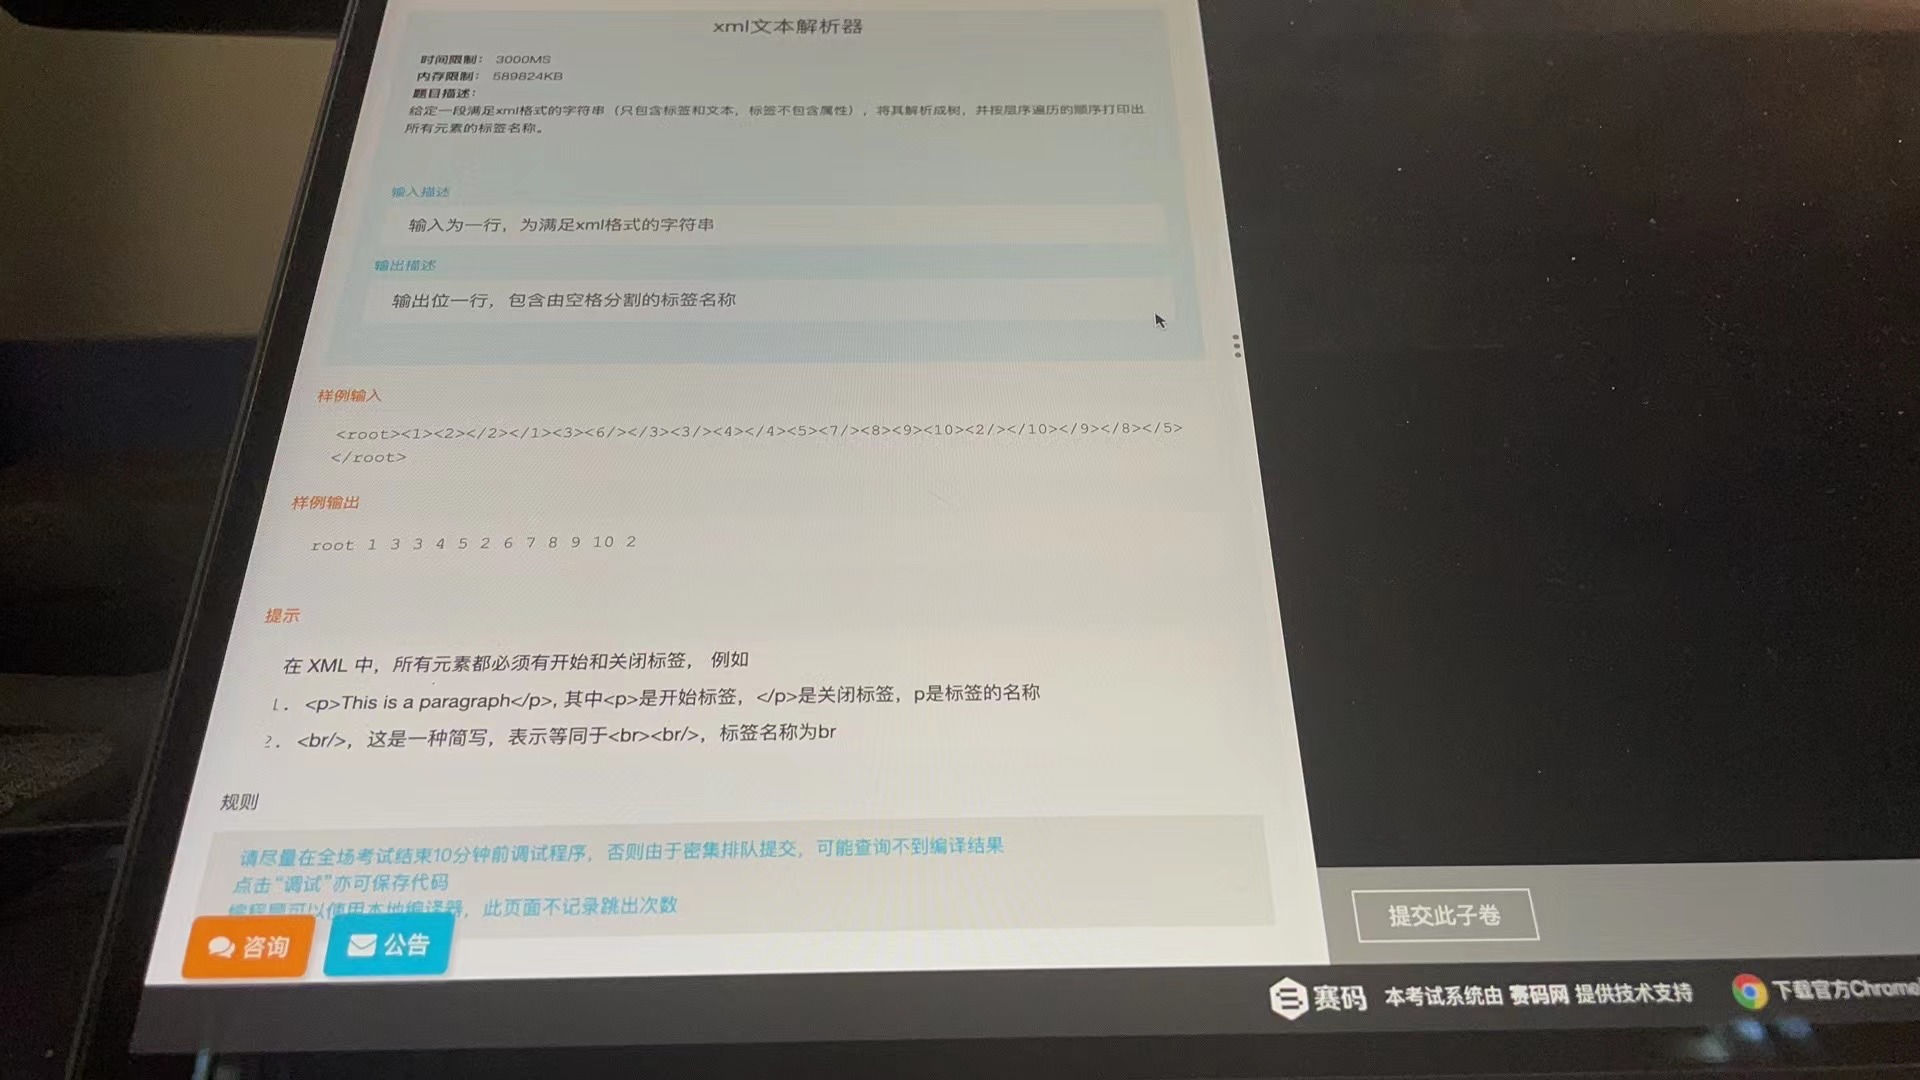 xml文本解析器
时间限制： 3000MS
内存限制： 589824KB
题目描述：
给定一段满足xml格式的字符串（只包含标签和文本，标签不包含属性），将其解析成树，并按层序遍历的顺序打印出
所有元素的标签名称。
输入描述
输入为一行，为满足xml格式的字符串
输出描述
输出位一行，包含由空格分割的标签名称
样例输入
<root><1><2></2></1><3><6/></3><3/><4></4><5><7/><8><9><10><2/></10></9></8></5>
</root>
样例输出
root 1 3 3 4 5 2 6 7 8 9 10 2
提示
在 XML 中，所有元素都必须有开始和关闭标签， 例如
1. <p>This is a paragraph</p>, 其中<p>是开始标签，</p>是关闭标签，p是标签的名称
2. <br/>，这是一种简写，表示等同于<br><br/>，标签名称为br
规则
请尽量在全场考试结束10分钟前调试程序，否则由于密集排队提交，可能查询不到编译结果
点击“调试”亦可保存代码
编程题可以使用本地编译器，此页面不记录跳出次数
咨询
公告
提交此子卷
赛码 本考试系统由 赛码网 提供技术支持
下载官方Chrome